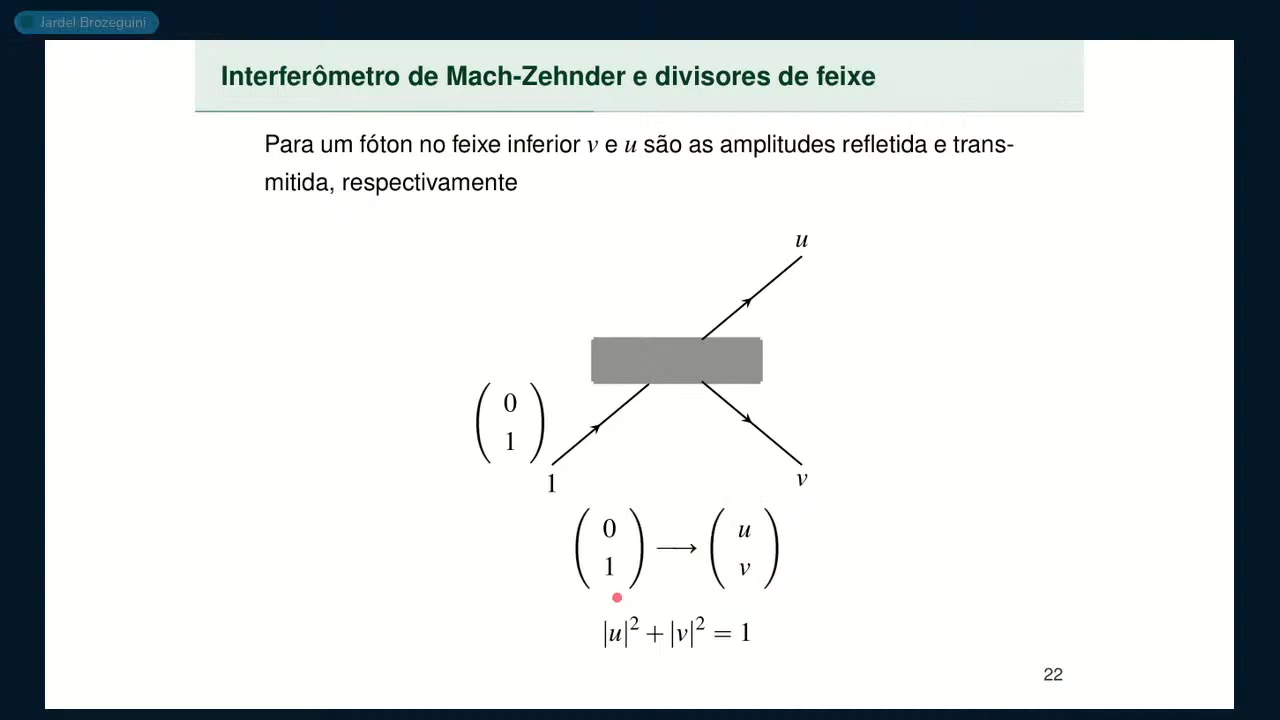 Jardel Brozeguini
Interferômetro de Mach-Zehnder e divisores de feixe
Para um fóton no feixe inferior v e u são as amplitudes refletida e trans-
mitida, respectivamente
u
( 0
1 )
1
v
( 0
1 ) ⟶ ( u
v )
|u|² + |v|² = 1
22